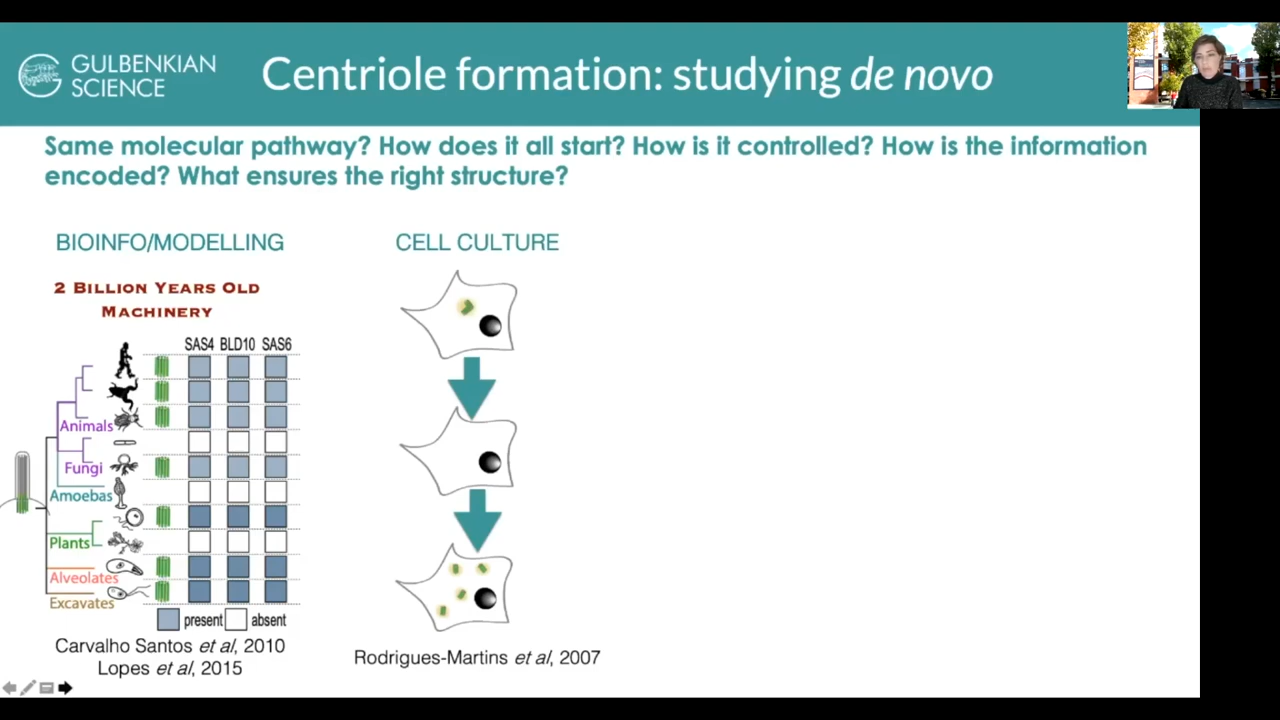 GULBENKIAN
SCIENCE
Centriole formation: studying de novo
Same molecular pathway? How does it all start? How is it controlled? How is the information
encoded? What ensures the right structure?
BIOINFO/MODELLING
CELL CULTURE
2 BILLION YEARS OLD
MACHINERY
SAS4 BLD10 SAS6
Animals
Fungi
Amoebas
Plants
Alveolates
Excavates
present absent
Carvalho Santos et al, 2010
Lopes et al, 2015
Rodrigues-Martins et al, 2007